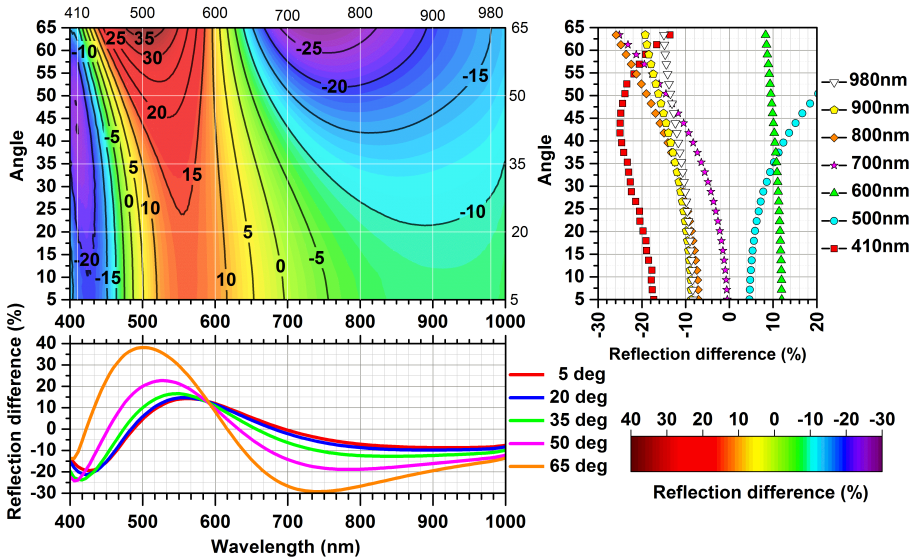 410 500 600 700 800 900 980
65 60 55 50 45 40 35 30 25 20 15 10 5
Angle
65 50 35 20 5
-10 25 35 30 20 15 -5 5 0 10 -20 -15 10 5 0 -5
-25 -20 -15 -10
400 500 600 700 800 900 1000
65 60 55 50 45 40 35 30 25 20 15 10 5
Angle
-30 -20 -10 0 10 20
Reflection difference (%)
980nm
900nm
800nm
700nm
600nm
500nm
410nm
40 30 20 10 0 -10 -20 -30
Reflection difference (%)
400 500 600 700 800 900 1000
Wavelength (nm)
5 deg
20 deg
35 deg
50 deg
65 deg
40 30 20 10 0 -10 -20 -30
Reflection difference (%)